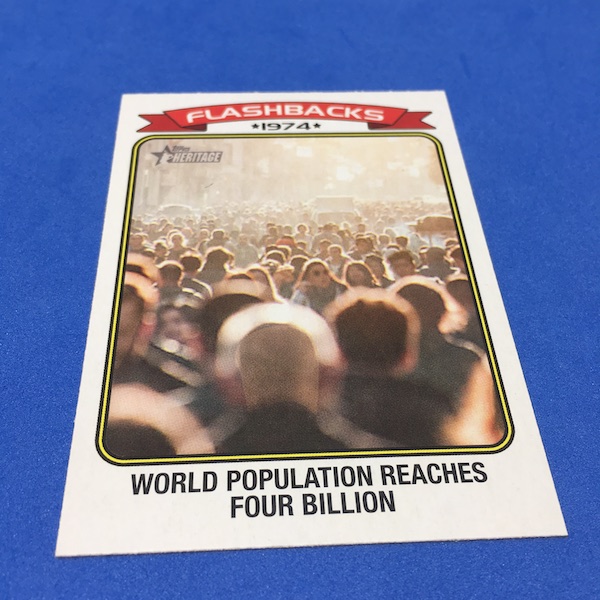 FLASHBACKS
★1974★
Topps
HERITAGE
WORLD POPULATION REACHES
FOUR BILLION